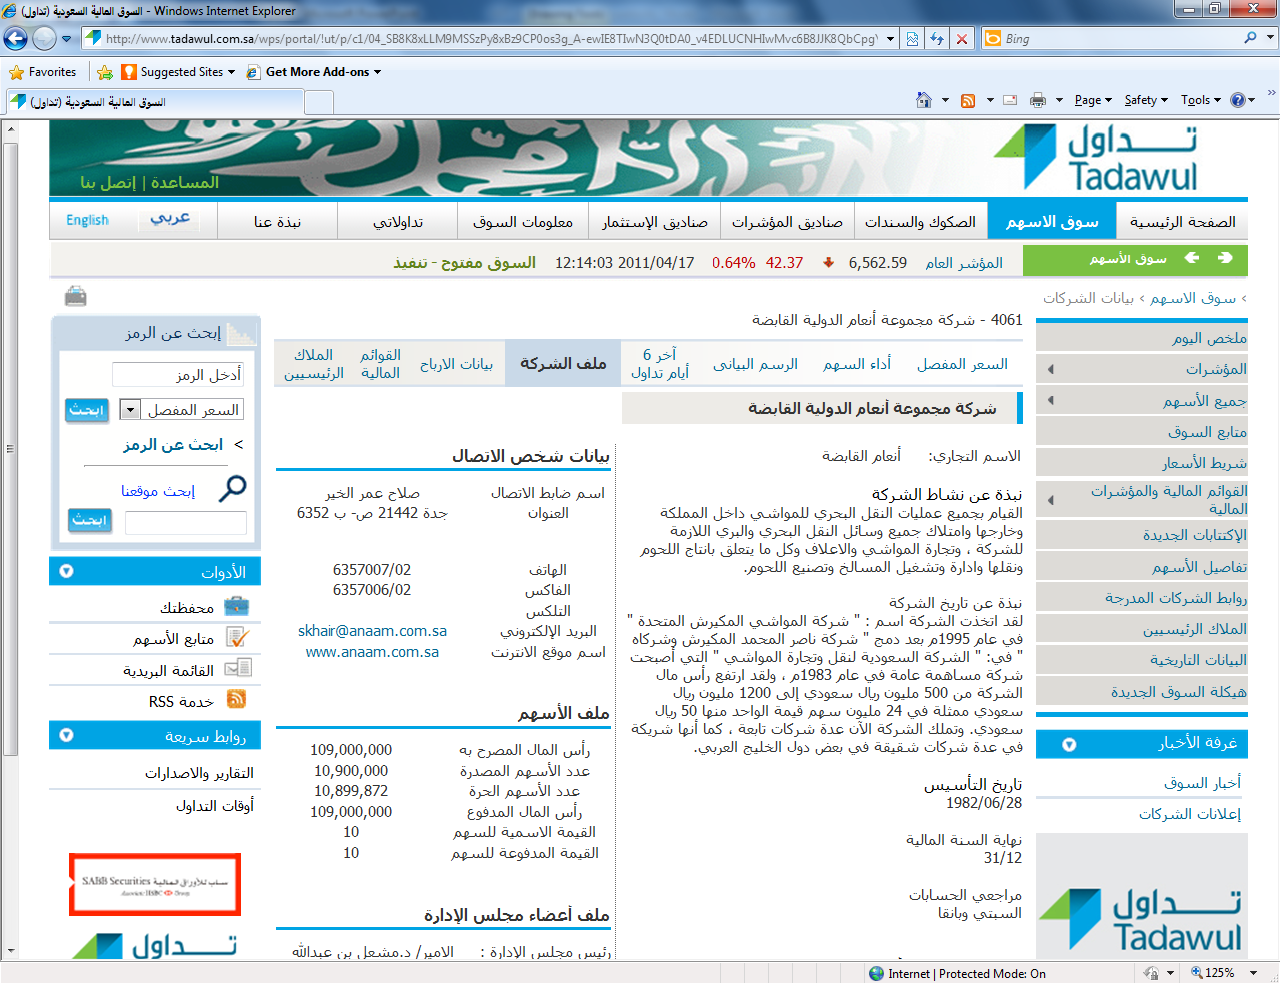 السوق المالية السعودية (تداول) - Windows Internet Explorer
http://www.tadawul.com.sa/wps/portal/!ut/p/c1/04_SB8K8xLLM9MSSzPy8xBz9CP0os3g_A-ewIE8TIwN3Q0tDA0_v4EDLUCNHIwMvc6B8JJK8QbCpgY
Bing
Favorites
Suggested Sites
Get More Add-ons
السوق المالية السعودية (تداول)
Page
Safety
Tools
تداول
Tadawul
المساعدة | إتصل بنا
الصفحة الرئيسية
سوق الاسهم
الصكوك والسندات
صناديق المؤشرات
صناديق الإستثمار
معلومات السوق
تداولاتي
نبذة عنا
عربي
English
سوق الأسهم
المؤشر العام 6,562.59 42.37 0.64% 2011/04/17 12:14:03 السوق مفتوح - تنفيذ
› سوق الاسهم › بيانات الشركات
ملخص اليوم
المؤشرات
جميع الأسهم
متابع السوق
شريط الأسعار
القوائم المالية والمؤشرات
المالية
الإكتتابات الجديدة
تفاصيل الأسهم
روابط الشركات المدرجة
الملاك الرئيسيين
البيانات التاريخية
هيكلة السوق الجديدة
غرفة الأخبار
أخبار السوق
إعلانات الشركات
تداول
Tadawul
4061 - شركة مجموعة أنعام الدولية القابضة
السعر المفصل
أداء السهم
الرسم البيانى
آخر 6
أيام تداول
ملف الشركة
بيانات الارباح
القوائم
المالية
الملاك
الرئيسيين
شركة مجموعة أنعام الدولية القابضة
الاسم التجاري: أنعام القابضة
نبذة عن نشاط الشركة
القيام بجميع عمليات النقل البحري للمواشي داخل المملكة
وخارجها وامتلاك جميع وسائل النقل البحري والبري اللازمة
للشركة ، وتجارة المواشي والاعلاف وكل ما يتعلق بانتاج اللحوم
ونقلها وادارة وتشغيل المسالخ وتصنيع اللحوم.
نبذة عن تاريخ الشركة
لقد اتخذت الشركة اسم : " شركة المواشي المكيرش المتحدة "
في عام 1995م بعد دمج " شركة ناصر المحمد المكيرش وشركاه
" في: " الشركة السعودية لنقل وتجارة المواشي " التي أصبحت
شركة مساهمة عامة في عام 1983م ، ولقد ارتفع رأس مال
الشركة من 500 مليون ريال سعودي إلى 1200 مليون ريال
سعودي ممثلة في 24 مليون سهم قيمة الواحد منها 50 ريال
سعودي. وتملك الشركة الآن عدة شركات تابعة ، كما أنها شريكة
في عدة شركات شقيقة في بعض دول الخليج العربي.
تاريخ التأسيس
1982/06/28
نهاية السنة المالية
31/12
مراجعي الحسابات
السبتي وبانقا
بيانات شخص الاتصال
اسم ضابط الاتصال صلاح عمر الخير
العنوان جدة 21442 ص- ب 6352
الهاتف 6357007/02
الفاكس 6357006/02
التلكس
البريد الإلكتروني skhair@anaam.com.sa
اسم موقع الانترنت www.anaam.com.sa
ملف الأسهم
رأس المال المصرح به 109,000,000
عدد الأسهم المصدرة 10,900,000
عدد الأسهم الحرة 10,899,872
رأس المال المدفوع 109,000,000
القيمة الاسمية للسهم 10
القيمة المدفوعة للسهم 10
ملف أعضاء مجلس الإدارة
رئيس مجلس الإدارة : الامير/ د.مشعل بن عبدالله
إبحث عن الرمز
أدخل الرمز
السعر المفصل
ابحث
> ابحث عن الرمز
إبحث موقعنا
ابحث
الأدوات
محفظتك
متابع الأسهم
القائمة البريدية
خدمة RSS
روابط سريعة
التقارير والاصدارات
أوقات التداول
SABB Securities ساب للأوراق المالية
تداول
Internet | Protected Mode: On
125%